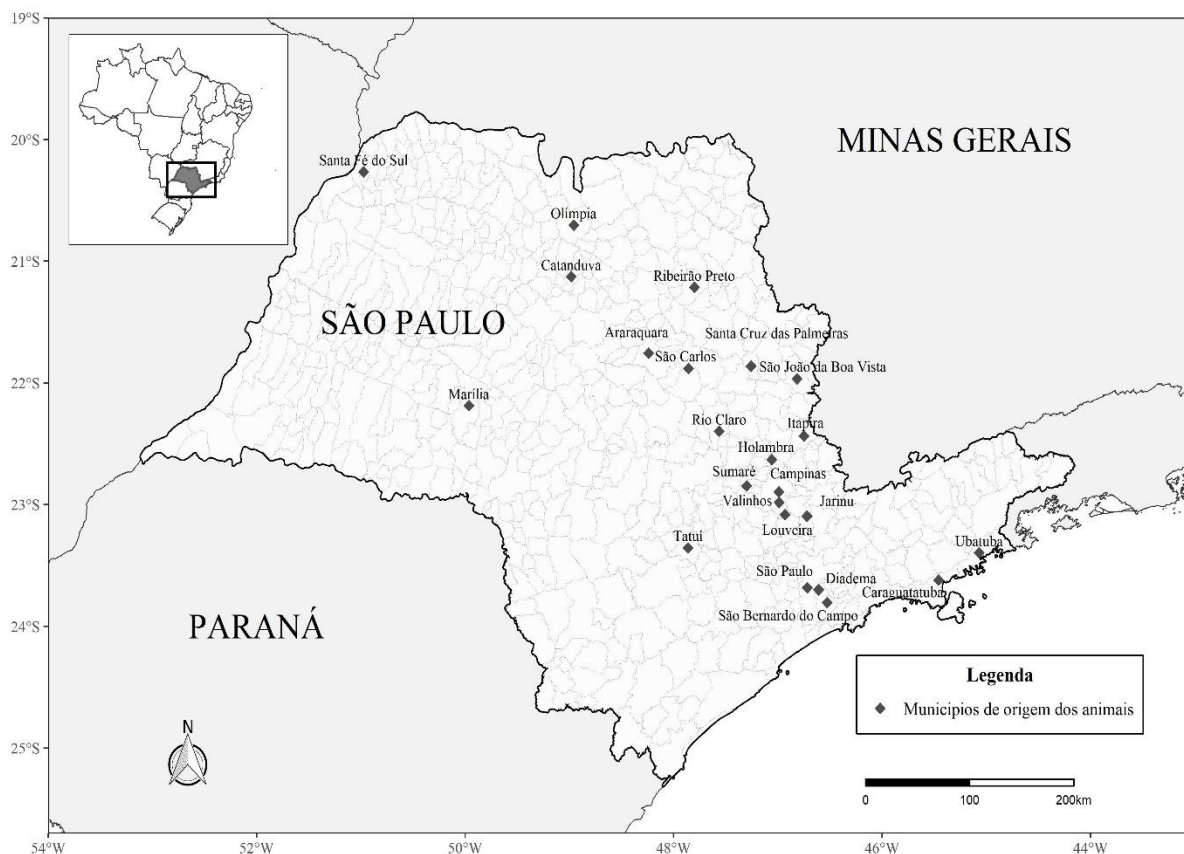 19°S
20°S
21°S
22°S
23°S
24°S
25°S
54°W
52°W
50°W
48°W
46°W
44°W
MINAS GERAIS
SÃO PAULO
PARANÁ
Santa Fé do Sul
Olímpia
Catanduva
Ribeirão Preto
Araraquara
Santa Cruz das Palmeiras
São Carlos
São João da Boa Vista
Marília
Rio Claro
Itapira
Holambra
Sumaré
Campinas
Valinhos
Jarinu
Louveira
Tatuí
Ubatuba
São Paulo
Diadema
Caraguatatuba
São Bernardo do Campo
Legenda
Municipios de origem dos animais
N
0
100
200km